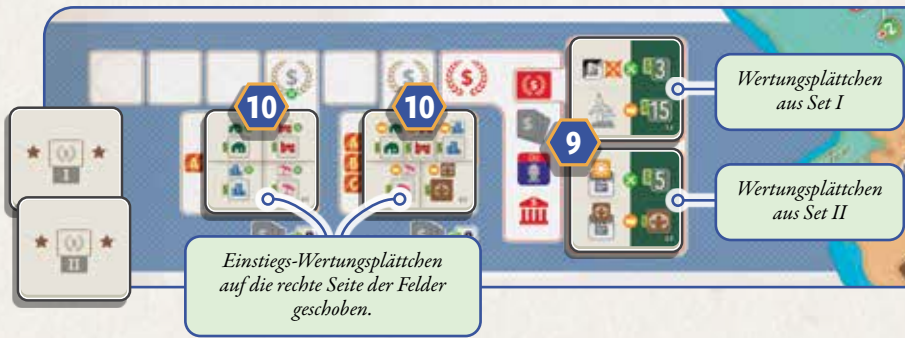 10
10
9
I
II
A
A
B
C
3
15
5
Wertungsplättchen
aus Set I
Wertungsplättchen
aus Set II
Einstiegs-Wertungsplättchen
auf die rechte Seite der Felder
geschoben.